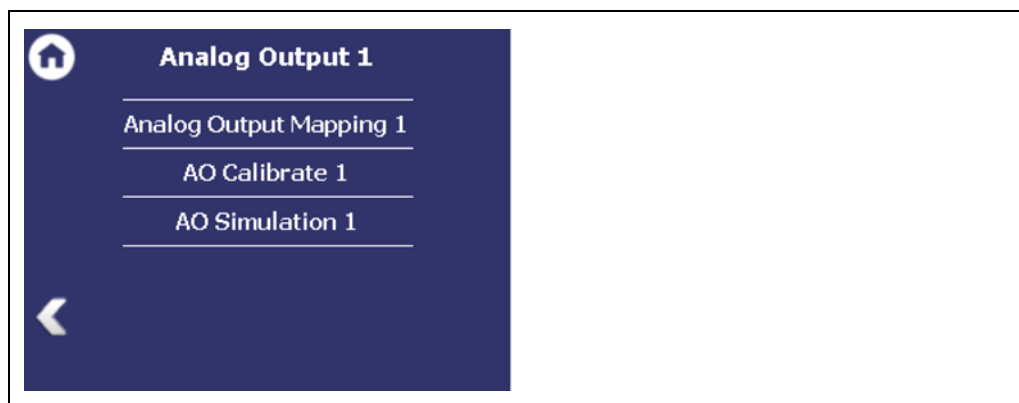 Analog Output 1
Analog Output Mapping 1
AO Calibrate 1
AO Simulation 1